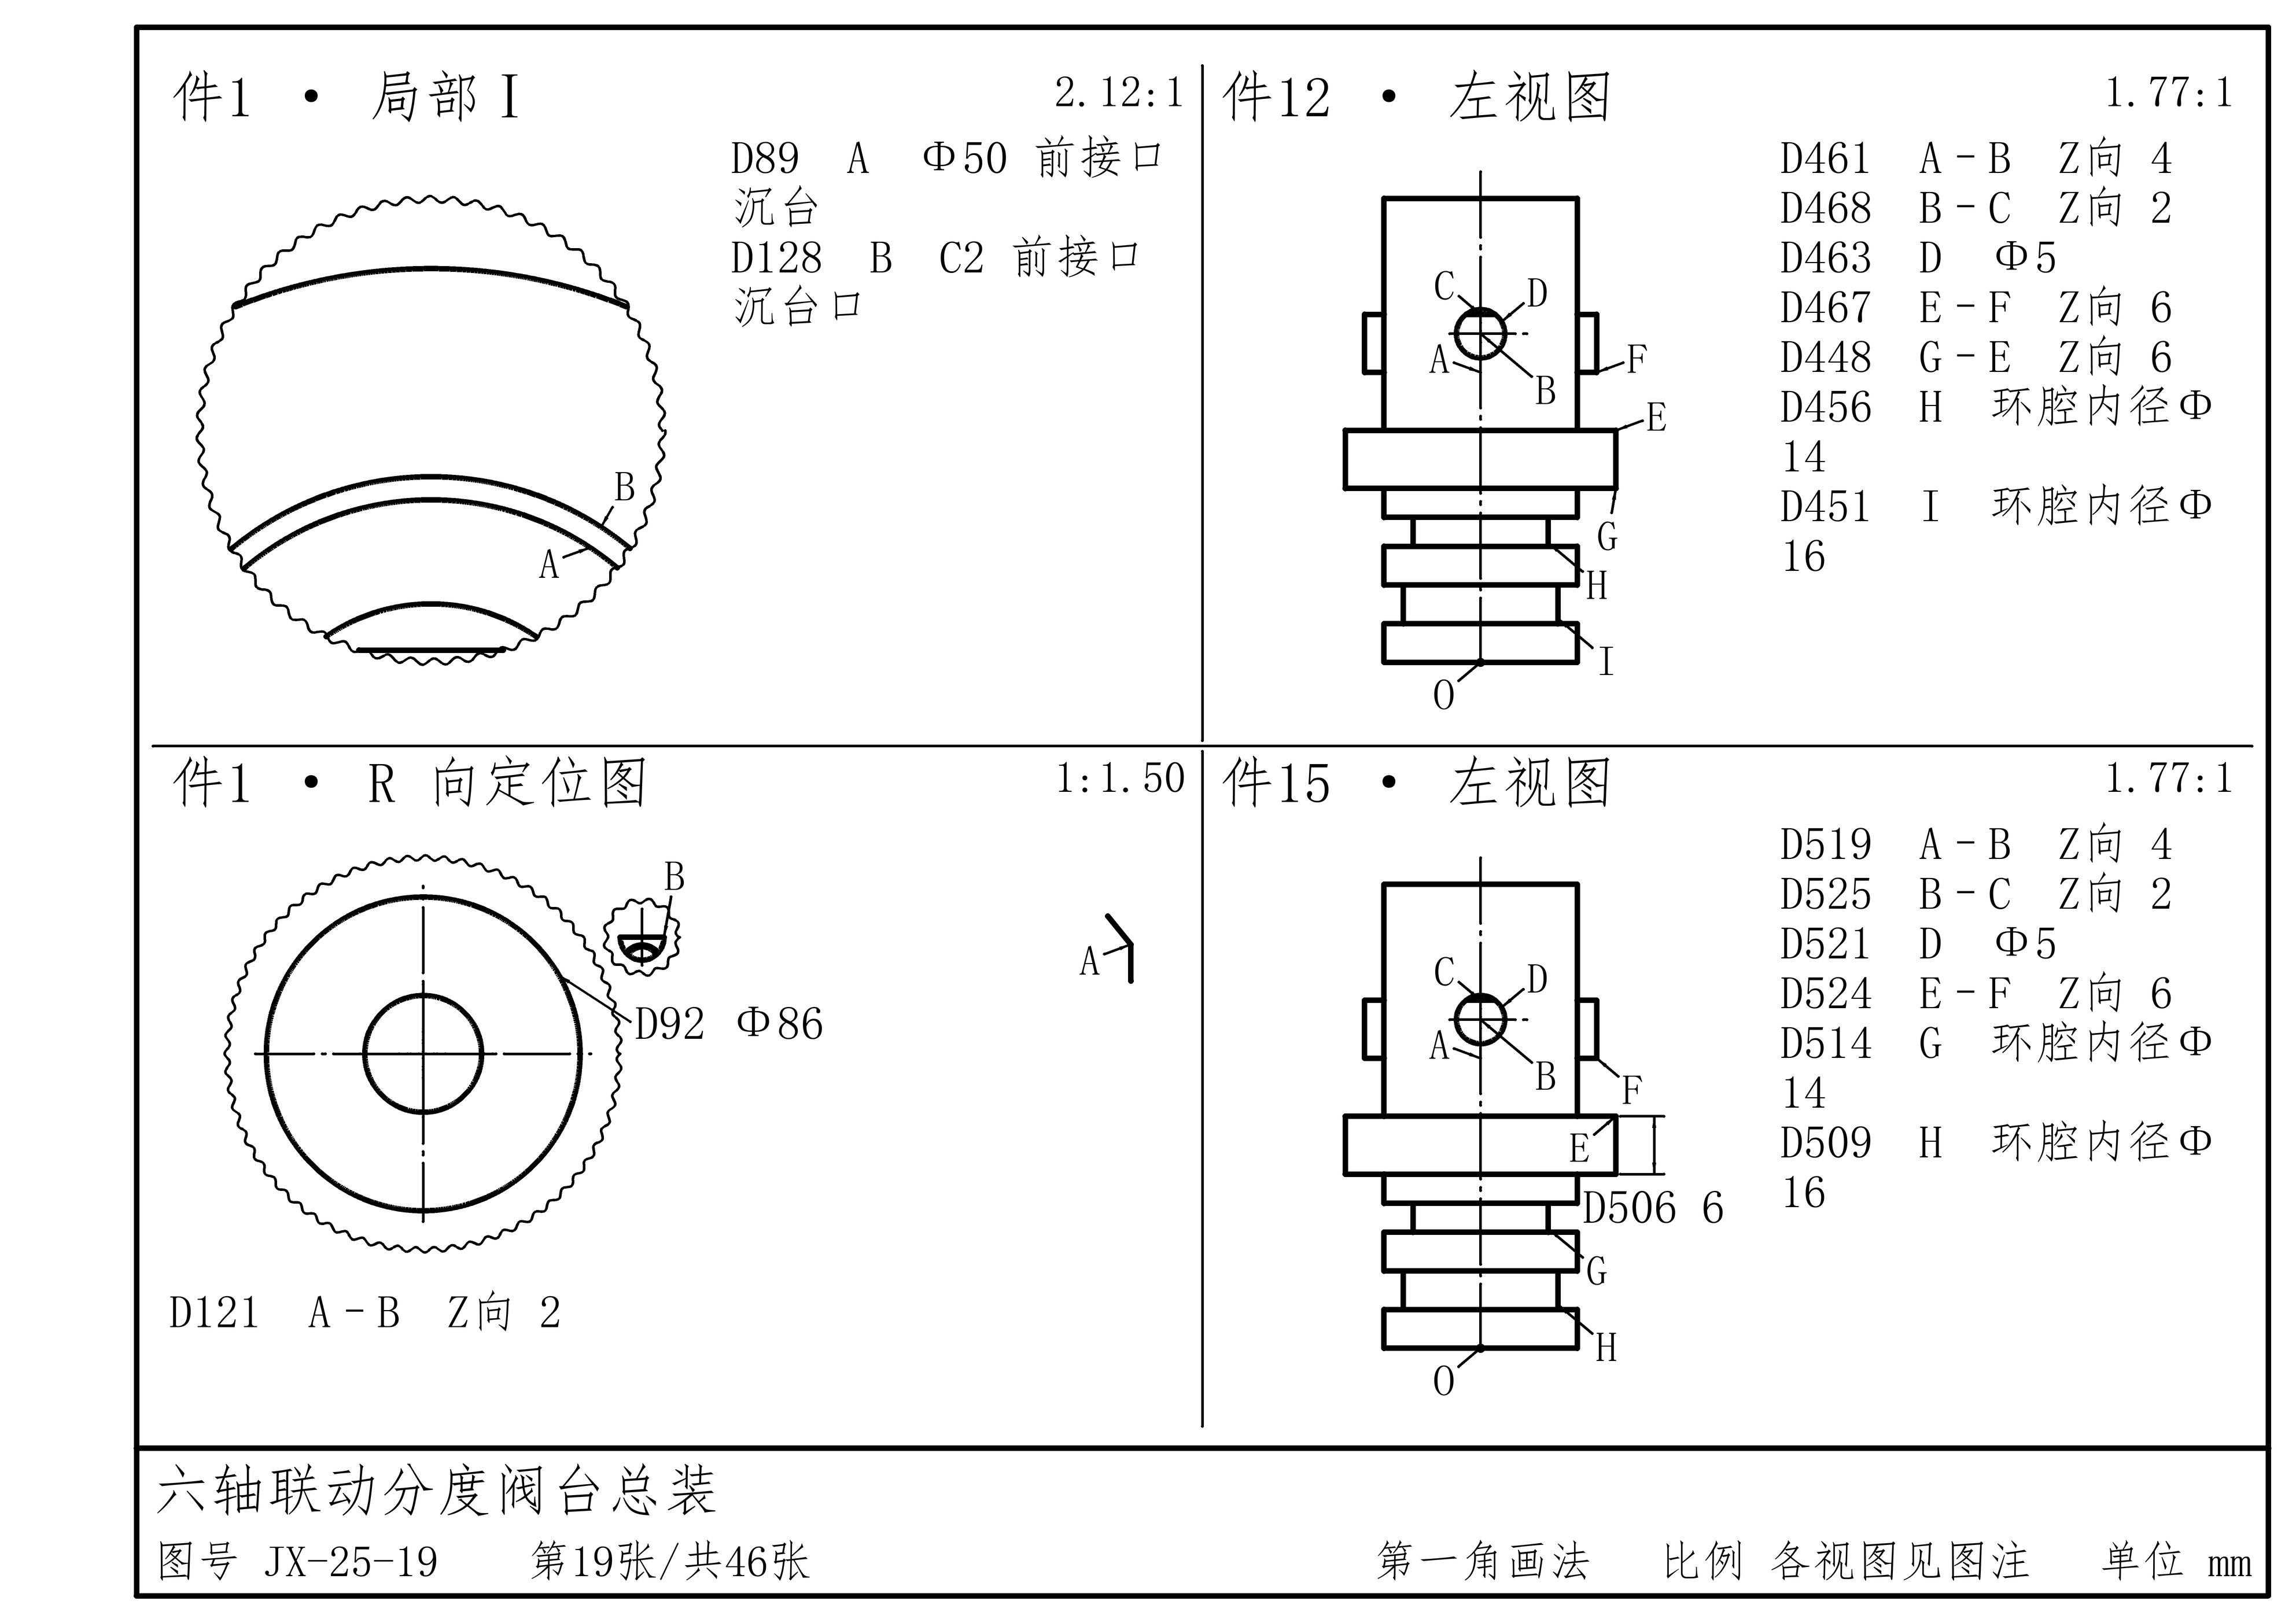 件1 • 局部 I
2.12:1
D89 A Φ50 前接口
沉台
D128 B C2 前接口
沉台口
B
A
件12 • 左视图
1.77:1
D461 A-B Z向 4
D468 B-C Z向 2
D463 D Φ5
D467 E-F Z向 6
D448 G-E Z向 6
D456 H 环腔内径Φ
14
D451 I 环腔内径Φ
16
C
D
A
B
F
E
G
H
I
O
件1 • R 向定位图
1:1.50
B
A
D92 Φ86
D121 A-B Z向 2
件15 • 左视图
1.77:1
D519 A-B Z向 4
D525 B-C Z向 2
D521 D Φ5
D524 E-F Z向 6
D514 G 环腔内径Φ
14
D509 H 环腔内径Φ
16
C
D
A
B
F
E
D506 6
G
H
O
六轴联动分度阀台总装
图号 JX-25-19 第19张/共46张
第一角画法 比例 各视图见图注 单位 mm